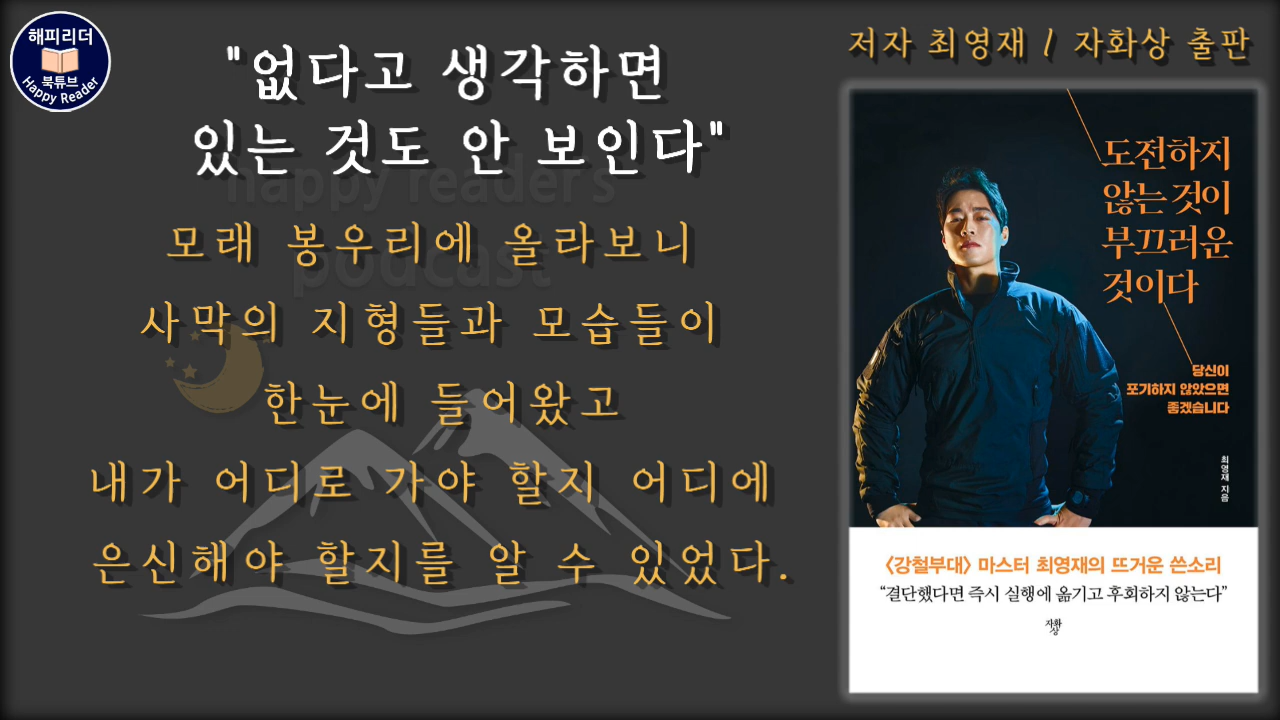 해피리더
북튜브
Happy Reader
"없다고 생각하면
있는 것도 안 보인다"
happy reader's
podcast
모래 봉우리에 올라보니
사막의 지형들과 모습들이
한눈에 들어왔고
내가 어디로 가야 할지 어디에
은신해야 할지를 알 수 있었다.
저자 최영재 / 자화상 출판
도전하지
않는 것이
부끄러운
것이다
당신이
포기하지 않았으면
좋겠습니다
최영재 지음
〈강철부대〉 마스터 최영재의 뜨거운 쓴소리
“결단했다면 즉시 실행에 옮기고 후회하지 않는다”
자화
상